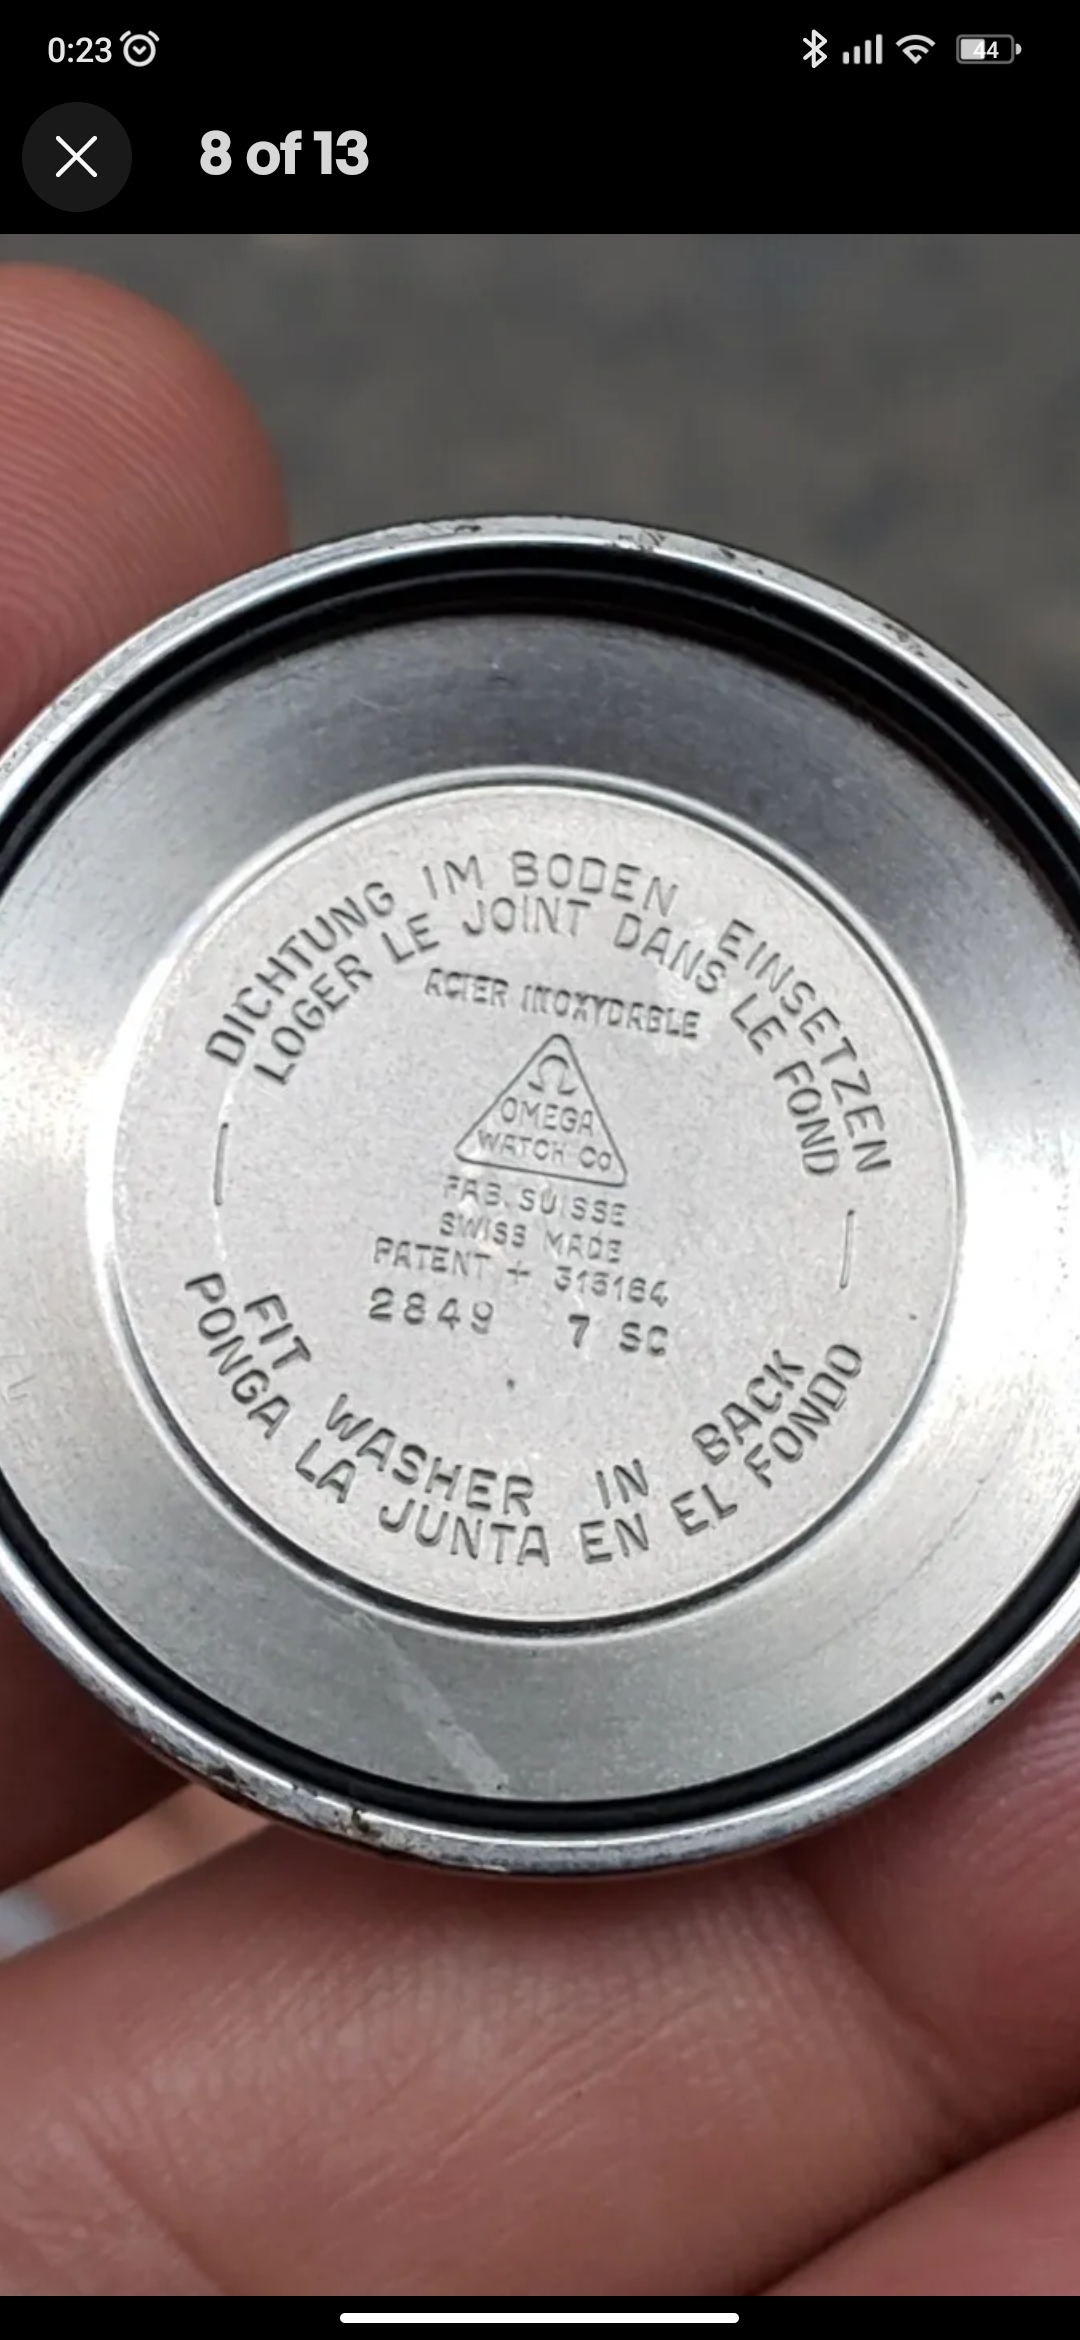 0:23
44
8 of 13
DICHTUNG IM BODEN EINSETZEN
LOGER LE JOINT DANS LE FOND
ACIER INOXYDABLE
Ω
OMEGA
WATCH Co
FAB. SUISSE
SWISS MADE
PATENT + 313164
2849 7 SC
FIT WASHER IN BACK
PONGA LA JUNTA EN EL FONDO